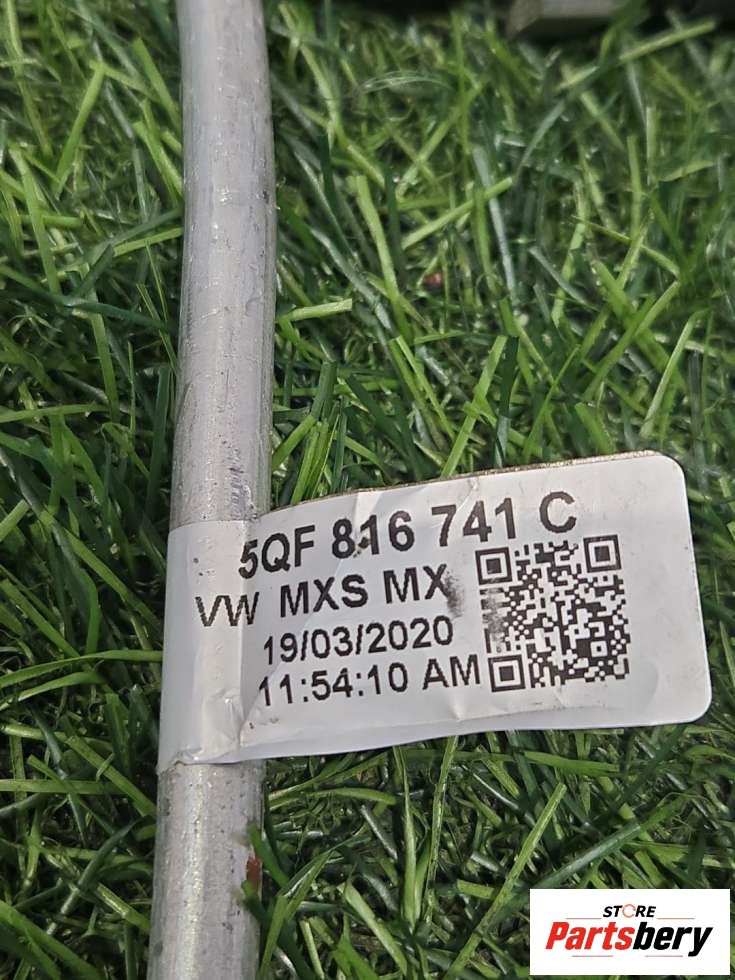 5QF 816 741 C
VW MXS MX
19/03/2020
11:54:10 AM
STORE
Partsbery